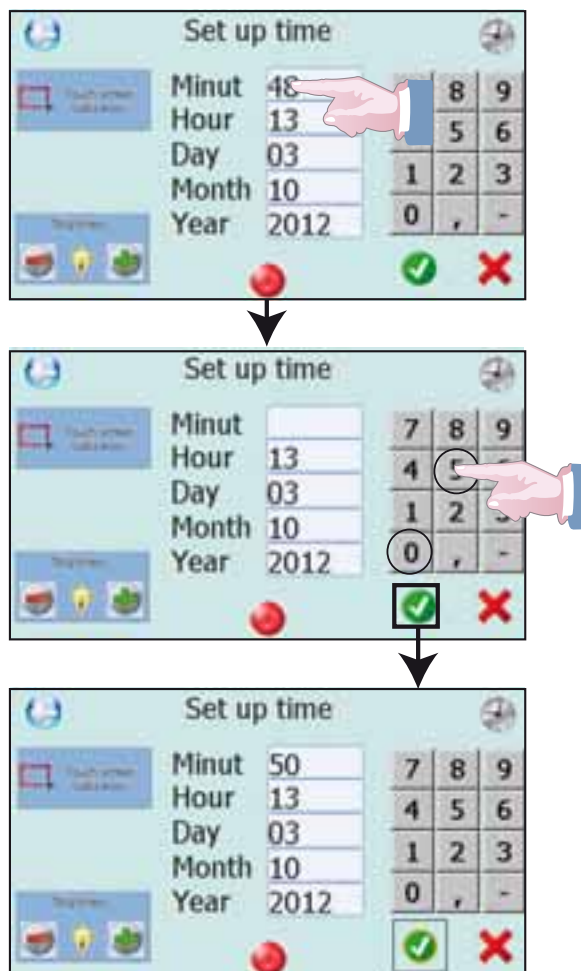 Set up time
Minut 48
Hour 13
Day 03
Month 10
Year 2012
8 9
5 6
1 2 3
0 , -
Set up time
Minut
Hour 13
Day 03
Month 10
Year 2012
7 8 9
4 5
1 2
0 , -
Set up time
Minut 50
Hour 13
Day 03
Month 10
Year 2012
7 8 9
4 5 6
1 2 3
0 , -